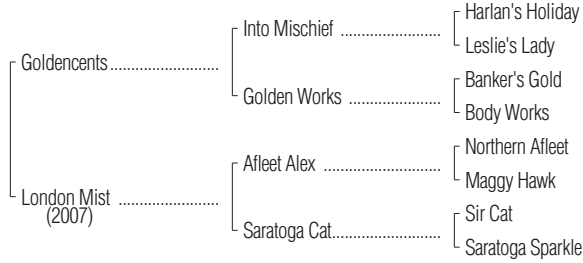 Harlan's Holiday
Into Mischief
Leslie's Lady
Goldencents
Banker's Gold
Golden Works
Body Works
Northern Afleet
Afleet Alex
Maggy Hawk
London Mist
(2007)
Sir Cat
Saratoga Cat
Saratoga Sparkle